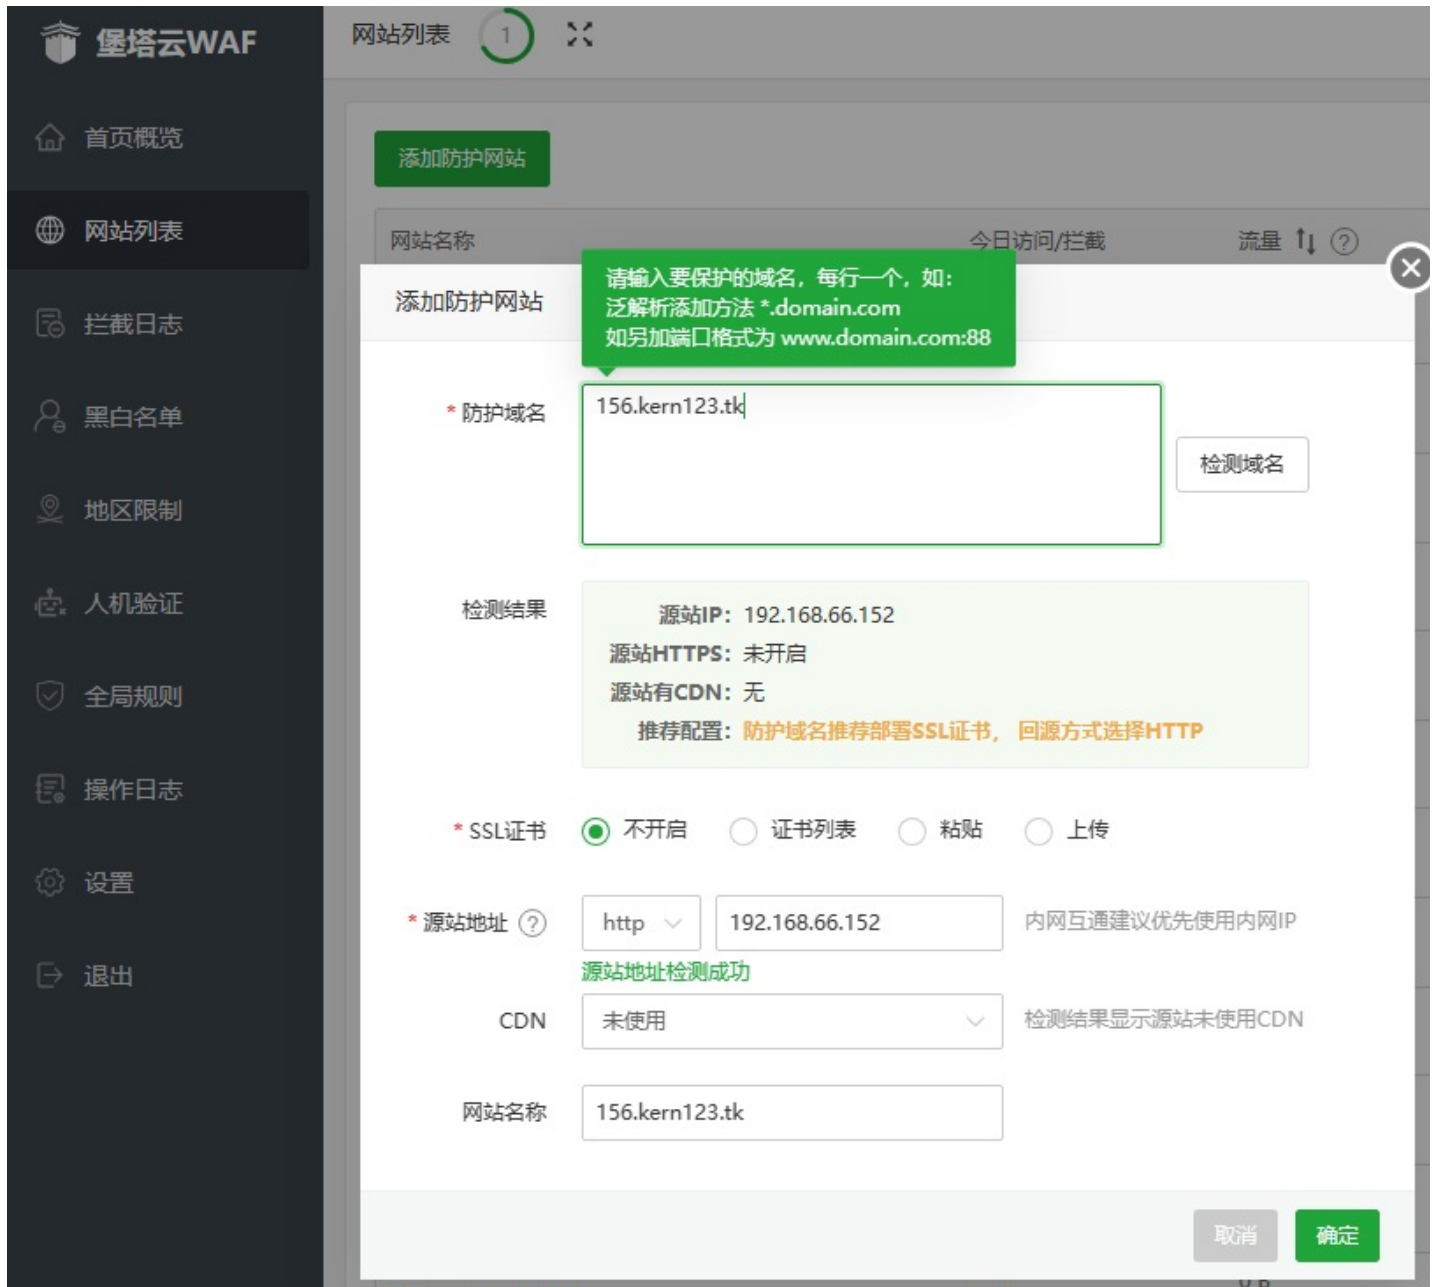 堡塔云WAF
网站列表 1
首页概览
网站列表
拦截日志
黑白名单
地区限制
人机验证
全局规则
操作日志
设置
退出
添加防护网站
网站名称 今日访问/拦截 流量
添加防护网站
请输入要保护的域名，每行一个，如：
泛解析添加方法 *.domain.com
如另加端口格式为 www.domain.com:88
* 防护域名 156.kern123.tk 检测域名
检测结果
源站IP： 192.168.66.152
源站HTTPS： 未开启
源站有CDN： 无
推荐配置： 防护域名推荐部署SSL证书， 回源方式选择HTTP
* SSL证书 不开启 证书列表 粘贴 上传
* 源站地址 ? http 192.168.66.152 内网互通建议优先使用内网IP
源站地址检测成功
CDN 未使用 检测结果显示源站未使用CDN
网站名称 156.kern123.tk
取消 确定